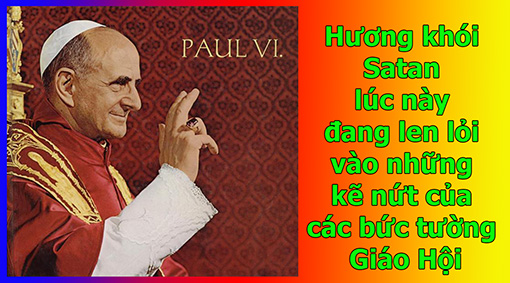 PAUL VI.
Hương khói
Satan
lúc này
đang len lỏi
vào những
kẽ nứt của
các bức tường
Giáo Hội